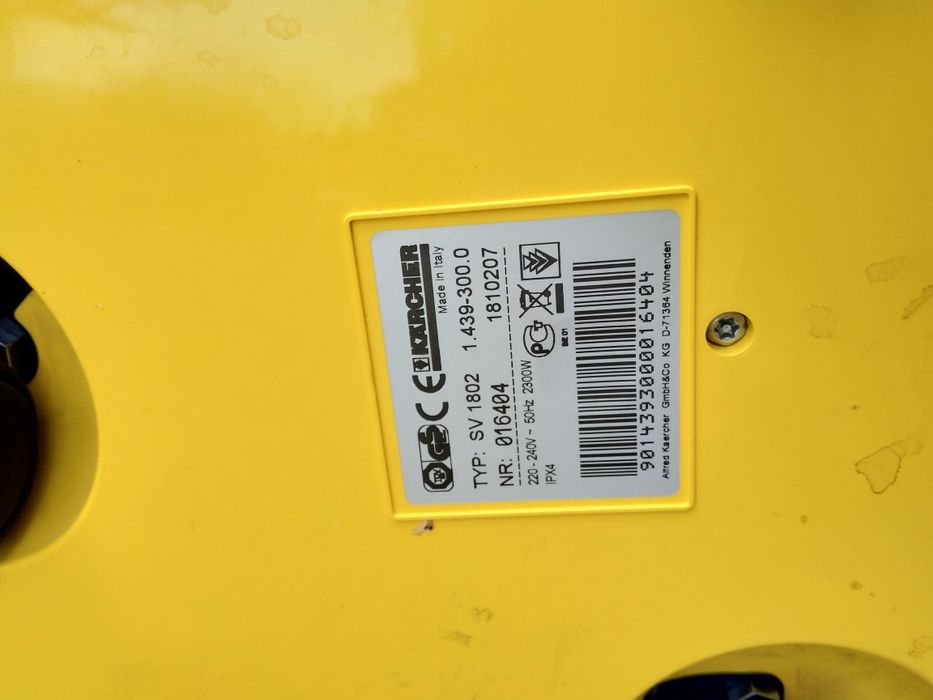 KÄRCHER
Made in Italy
TYP: SV 1802 1.439-300.0
NR: 016404 1810207
220 - 240V ~ 50Hz 2300W
IPX4
9014393000016404
Alfred Kaercher GmbH&Co KG D-71364 Winnenden